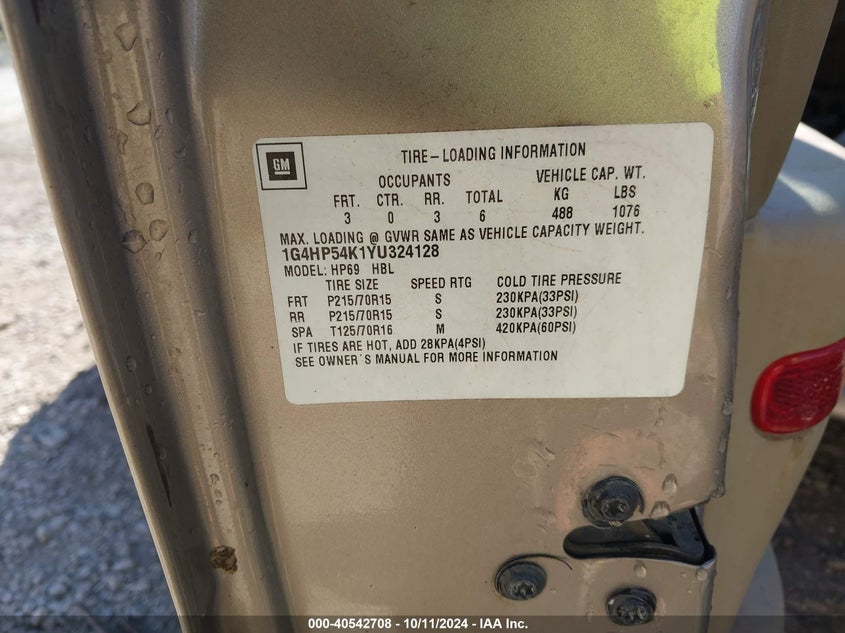 GM
TIRE-LOADING INFORMATION
OCCUPANTS VEHICLE CAP. WT.
FRT. CTR. RR. TOTAL KG LBS
3 0 3 6 488 1076
MAX. LOADING @ GVWR SAME AS VEHICLE CAPACITY WEIGHT.
1G4HP54K1YU324128
MODEL: HP69 HBL
TIRE SIZE SPEED RTG COLD TIRE PRESSURE
FRT P215/70R15 S 230KPA(33PSI)
RR P215/70R15 S 230KPA(33PSI)
SPA T125/70R16 M 420KPA(60PSI)
IF TIRES ARE HOT, ADD 28KPA(4PSI)
SEE OWNER'S MANUAL FOR MORE INFORMATION
000-40542708 - 10/11/2024 - IAA Inc.